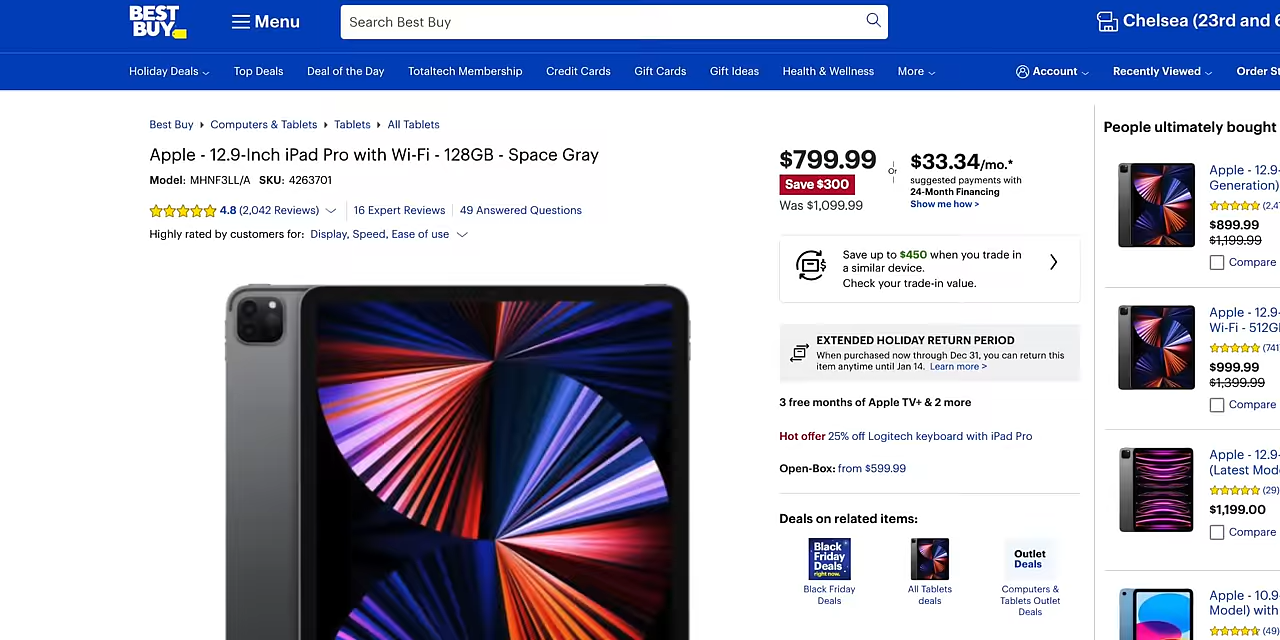 BEST
BUY
Menu
Search Best Buy
Chelsea (23rd and 6
Holiday Deals
Top Deals
Deal of the Day
Totaltech Membership
Credit Cards
Gift Cards
Gift Ideas
Health & Wellness
More
Account
Recently Viewed
Order St
Best Buy
Computers & Tablets
Tablets
All Tablets
Apple - 12.9-Inch iPad Pro with Wi-Fi - 128GB - Space Gray
Model: MHNF3LL/A SKU: 4263701
4.8 (2,042 Reviews)
16 Expert Reviews
49 Answered Questions
Highly rated by customers for: Display, Speed, Ease of use
$799.99
Save $300
Was $1,099.99
Or
$33.34/mo.*
suggested payments with
24-Month Financing
Show me how >
Save up to $450 when you trade in
a similar device.
Check your trade-in value.
EXTENDED HOLIDAY RETURN PERIOD
When purchased now through Dec 31, you can return this
item anytime until Jan 14. Learn more >
3 free months of Apple TV+ & 2 more
Hot offer 25% off Logitech keyboard with iPad Pro
Open-Box: from $599.99
Deals on related items:
Black
Friday
Deals
right now.
Black Friday
Deals
All Tablets
deals
Outlet
Deals
Computers &
Tablets Outlet
Deals
People ultimately bought
Apple - 12.9-
Generation)
(2,4
$899.99
$1,199.99
Compare
Apple - 12.9-
Wi-Fi - 512G
(741
$999.99
$1,399.99
Compare
Apple - 12.9-
(Latest Mod
(29)
$1,199.00
Compare
Apple - 10.9-
Model) with
(49)